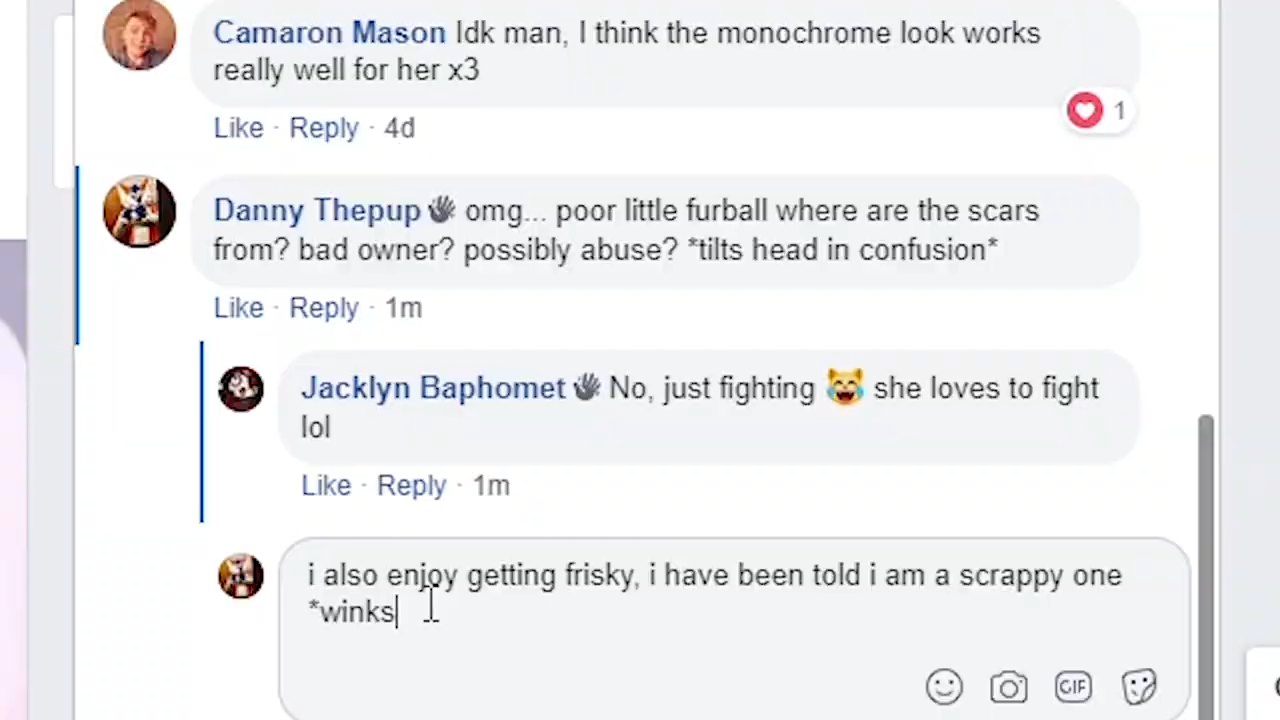 Camaron Mason Idk man, I think the monochrome look works
really well for her x3
1
Like · Reply · 4d
Danny Thepup omg... poor little furball where are the scars
from? bad owner? possibly abuse? *tilts head in confusion*
Like · Reply · 1m
Jacklyn Baphomet No, just fighting 😹 she loves to fight
lol
Like · Reply · 1m
i also enjoy getting frisky, i have been told i am a scrappy one
*winks
GIF